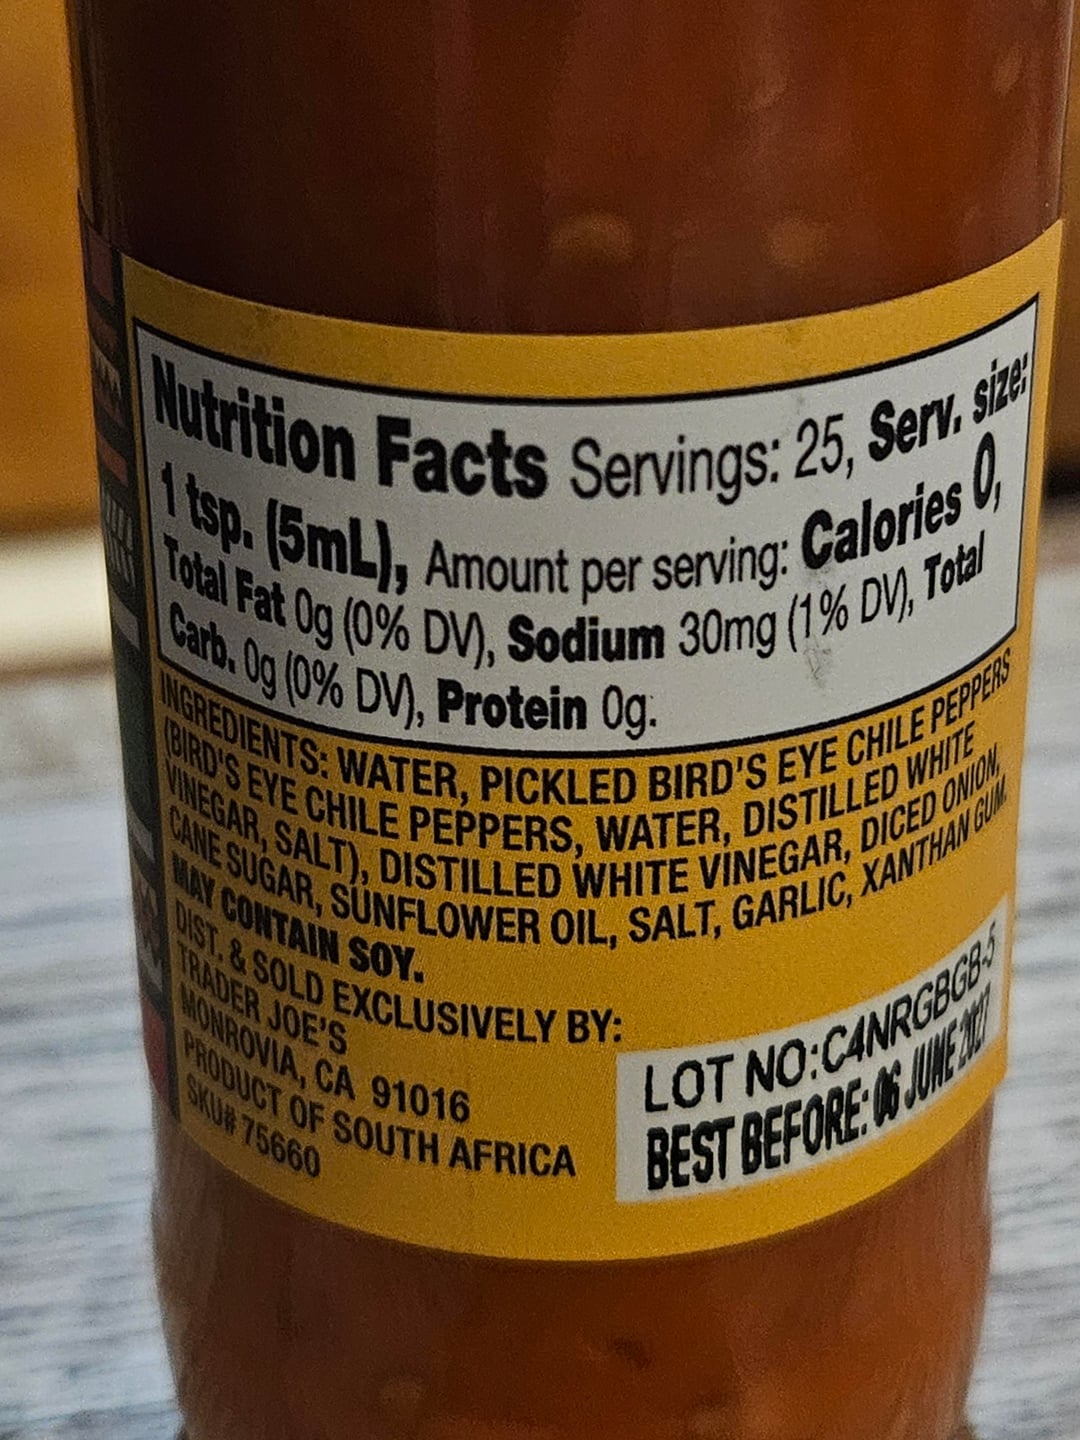 Nutrition Facts Servings: 25, Serv. size:
1 tsp. (5mL), Amount per serving: Calories 0,
Total Fat 0g (0% DV), Sodium 30mg (1% DV), Total
Carb. 0g (0% DV), Protein 0g.
INGREDIENTS: WATER, PICKLED BIRD'S EYE CHILE PEPPERS
(BIRD'S EYE CHILE PEPPERS, WATER, DISTILLED WHITE
VINEGAR, SALT), DISTILLED WHITE VINEGAR, DICED ONION,
CANE SUGAR, SUNFLOWER OIL, SALT, GARLIC, XANTHAN GUM.
MAY CONTAIN SOY.
DIST. & SOLD EXCLUSIVELY BY:
TRADER JOE'S
MONROVIA, CA 91016
PRODUCT OF SOUTH AFRICA
SKU# 75660
LOT NO:C4NRGBGB-5
BEST BEFORE: 06 JUNE 2027